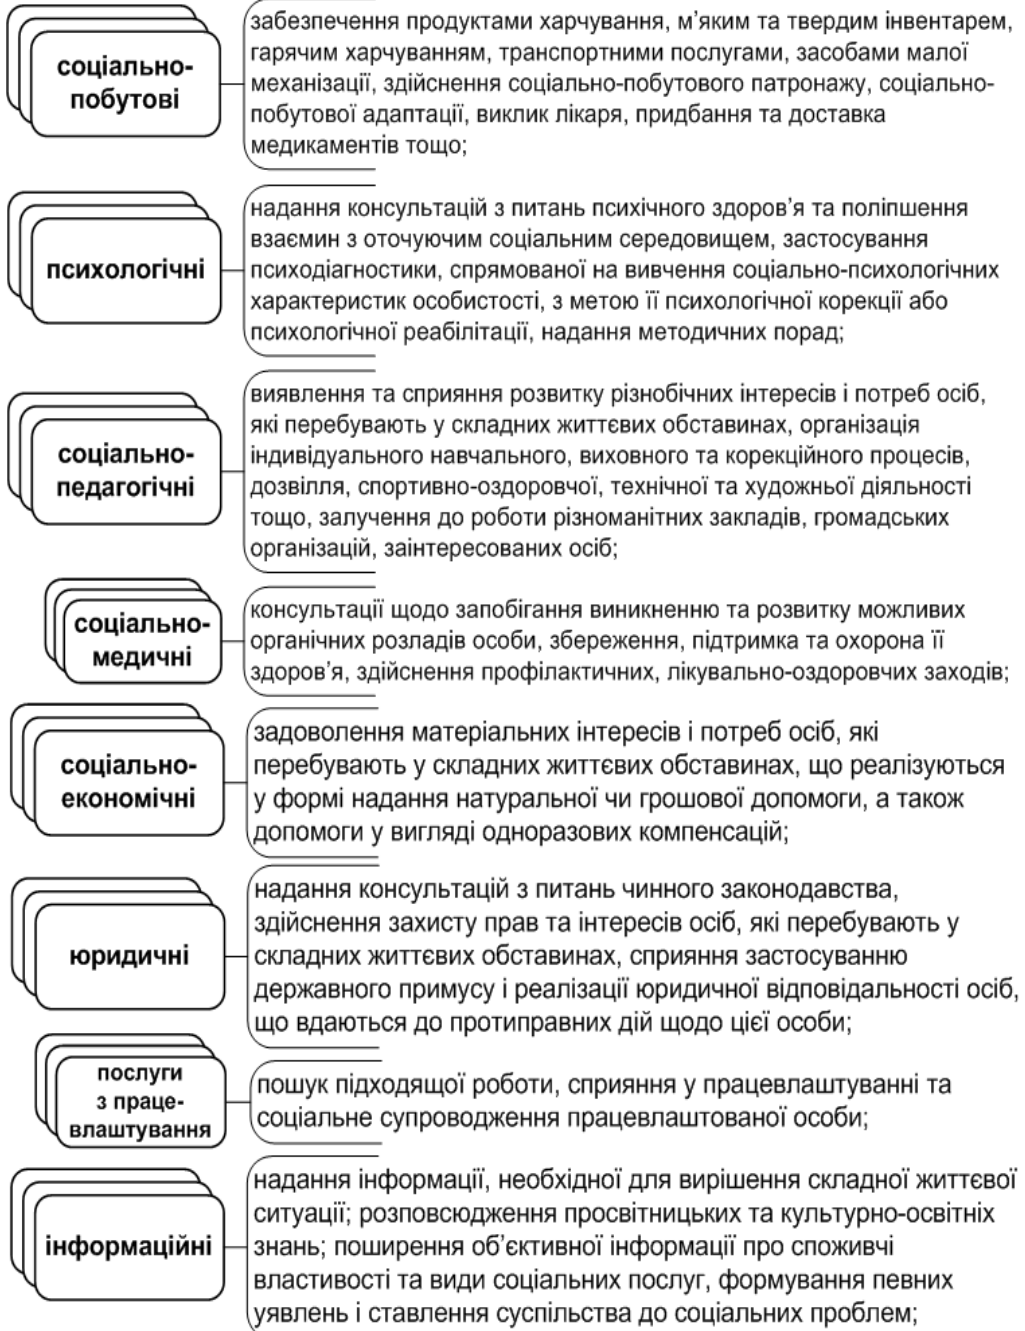 соціально-
побутові
забезпечення продуктами харчування, м’яким та твердим інвентарем,
гарячим харчуванням, транспортними послугами, засобами малої
механізації, здійснення соціально-побутового патронажу, соціально-
побутової адаптації, виклик лікаря, придбання та доставка
медикаментів тощо;
психологічні
надання консультацій з питань психічного здоров’я та поліпшення
взаємин з оточуючим соціальним середовищем, застосування
психодіагностики, спрямованої на вивчення соціально-психологічних
характеристик особистості, з метою її психологічної корекції або
психологічної реабілітації, надання методичних порад;
соціально-
педагогічні
виявлення та сприяння розвитку різнобічних інтересів і потреб осіб,
які перебувають у складних життєвих обставинах, організація
індивідуального навчального, виховного та корекційного процесів,
дозвілля, спортивно-оздоровчої, технічної та художньої діяльності
тощо, залучення до роботи різноманітних закладів, громадських
організацій, заінтересованих осіб;
соціально-
медичні
консультації щодо запобігання виникненню та розвитку можливих
органічних розладів особи, збереження, підтримка та охорона її
здоров’я, здійснення профілактичних, лікувально-оздоровчих заходів;
соціально-
економічні
задоволення матеріальних інтересів і потреб осіб, які
перебувають у складних життєвих обставинах, що реалізуються
у формі надання натуральної чи грошової допомоги, а також
допомоги у вигляді одноразових компенсацій;
юридичні
надання консультацій з питань чинного законодавства,
здійснення захисту прав та інтересів осіб, які перебувають у
складних життєвих обставинах, сприяння застосуванню
державного примусу і реалізації юридичної відповідальності осіб,
що вдаються до протиправних дій щодо цієї особи;
послуги
з праце-
влаштування
пошук підходящої роботи, сприяння у працевлаштуванні та
соціальне супроводження працевлаштованої особи;
інформаційні
надання інформації, необхідної для вирішення складної життєвої
ситуації; розповсюдження просвітницьких та культурно-освітніх
знань; поширення об’єктивної інформації про споживчі
властивості та види соціальних послуг, формування певних
уявлень і ставлення суспільства до соціальних проблем;